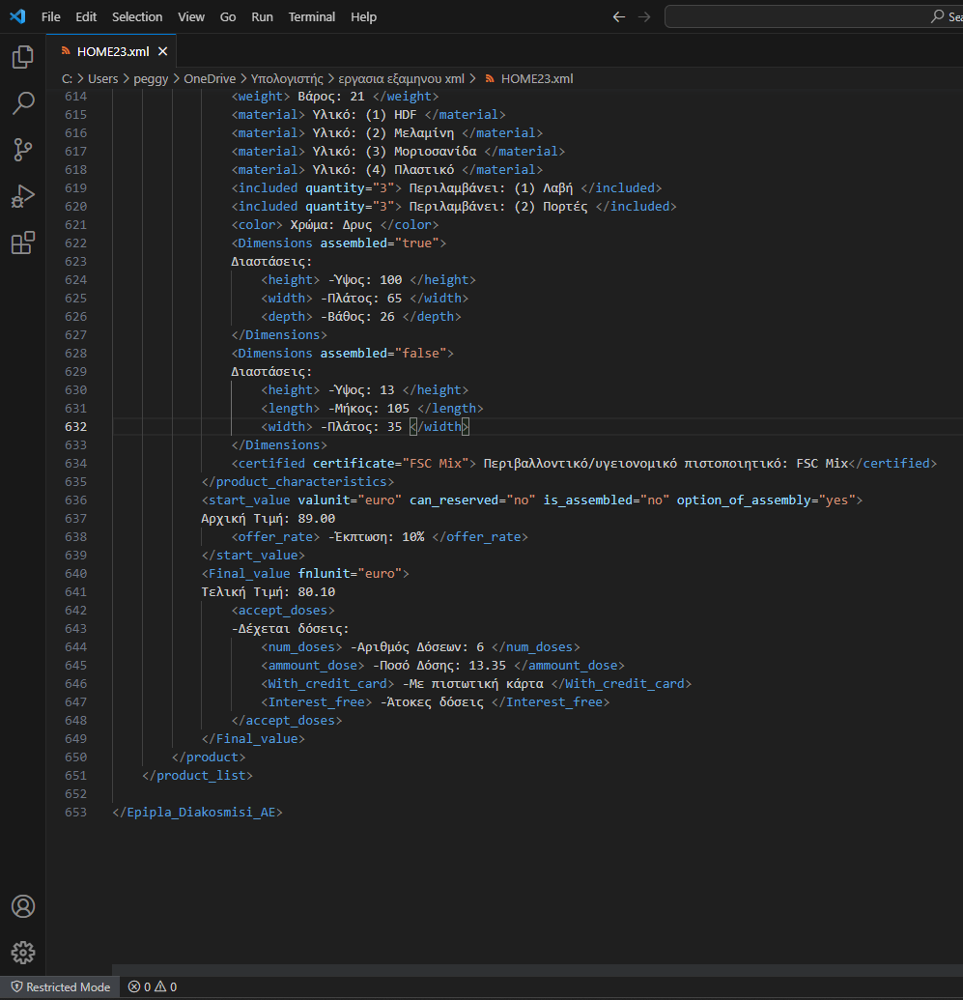 File Edit Selection View Go Run Terminal Help
HOME23.xml
C: > Users > peggy > OneDrive > Υπολογιστής > εργασια εξαμηνου xml > HOME23.xml
614 <weight> Βάρος: 21 </weight>
615 <material> Υλικό: (1) HDF </material>
616 <material> Υλικό: (2) Μελαμίνη </material>
617 <material> Υλικό: (3) Μοριοσανίδα </material>
618 <material> Υλικό: (4) Πλαστικό </material>
619 <included quantity="3"> Περιλαμβάνει: (1) Λαβή </included>
620 <included quantity="3"> Περιλαμβάνει: (2) Πορτές </included>
621 <color> Χρώμα: Δρυς </color>
622 <Dimensions assembled="true">
623 Διαστάσεις:
624 <height> -Ύψος: 100 </height>
625 <width> -Πλάτος: 65 </width>
626 <depth> -Βάθος: 26 </depth>
627 </Dimensions>
628 <Dimensions assembled="false">
629 Διαστάσεις:
630 <height> -Ύψος: 13 </height>
631 <length> -Μήκος: 105 </length>
632 <width> -Πλάτος: 35 </width>
633 </Dimensions>
634 <certified certificate="FSC Mix"> Περιβαλλοντικό/υγειονομικό πιστοποιητικό: FSC Mix</certified>
635 </product_characteristics>
636 <start_value valunit="euro" can_reserved="no" is_assembled="no" option_of_assembly="yes">
637 Αρχική Τιμή: 89.00
638 <offer_rate> -Έκπτωση: 10% </offer_rate>
639 </start_value>
640 <Final_value fnlunit="euro">
641 Τελική Τιμή: 80.10
642 <accept_doses>
643 -Δέχεται δόσεις:
644 <num_doses> -Αριθμός Δόσεων: 6 </num_doses>
645 <ammount_dose> -Ποσό Δόσης: 13.35 </ammount_dose>
646 <With_credit_card> -Με πιστωτική κάρτα </With_credit_card>
647 <Interest_free> -Άτοκες δόσεις </Interest_free>
648 </accept_doses>
649 </Final_value>
650 </product>
651 </product_list>
652
653 </Epipla_Diakosmisi_AE>
Restricted Mode 0 0